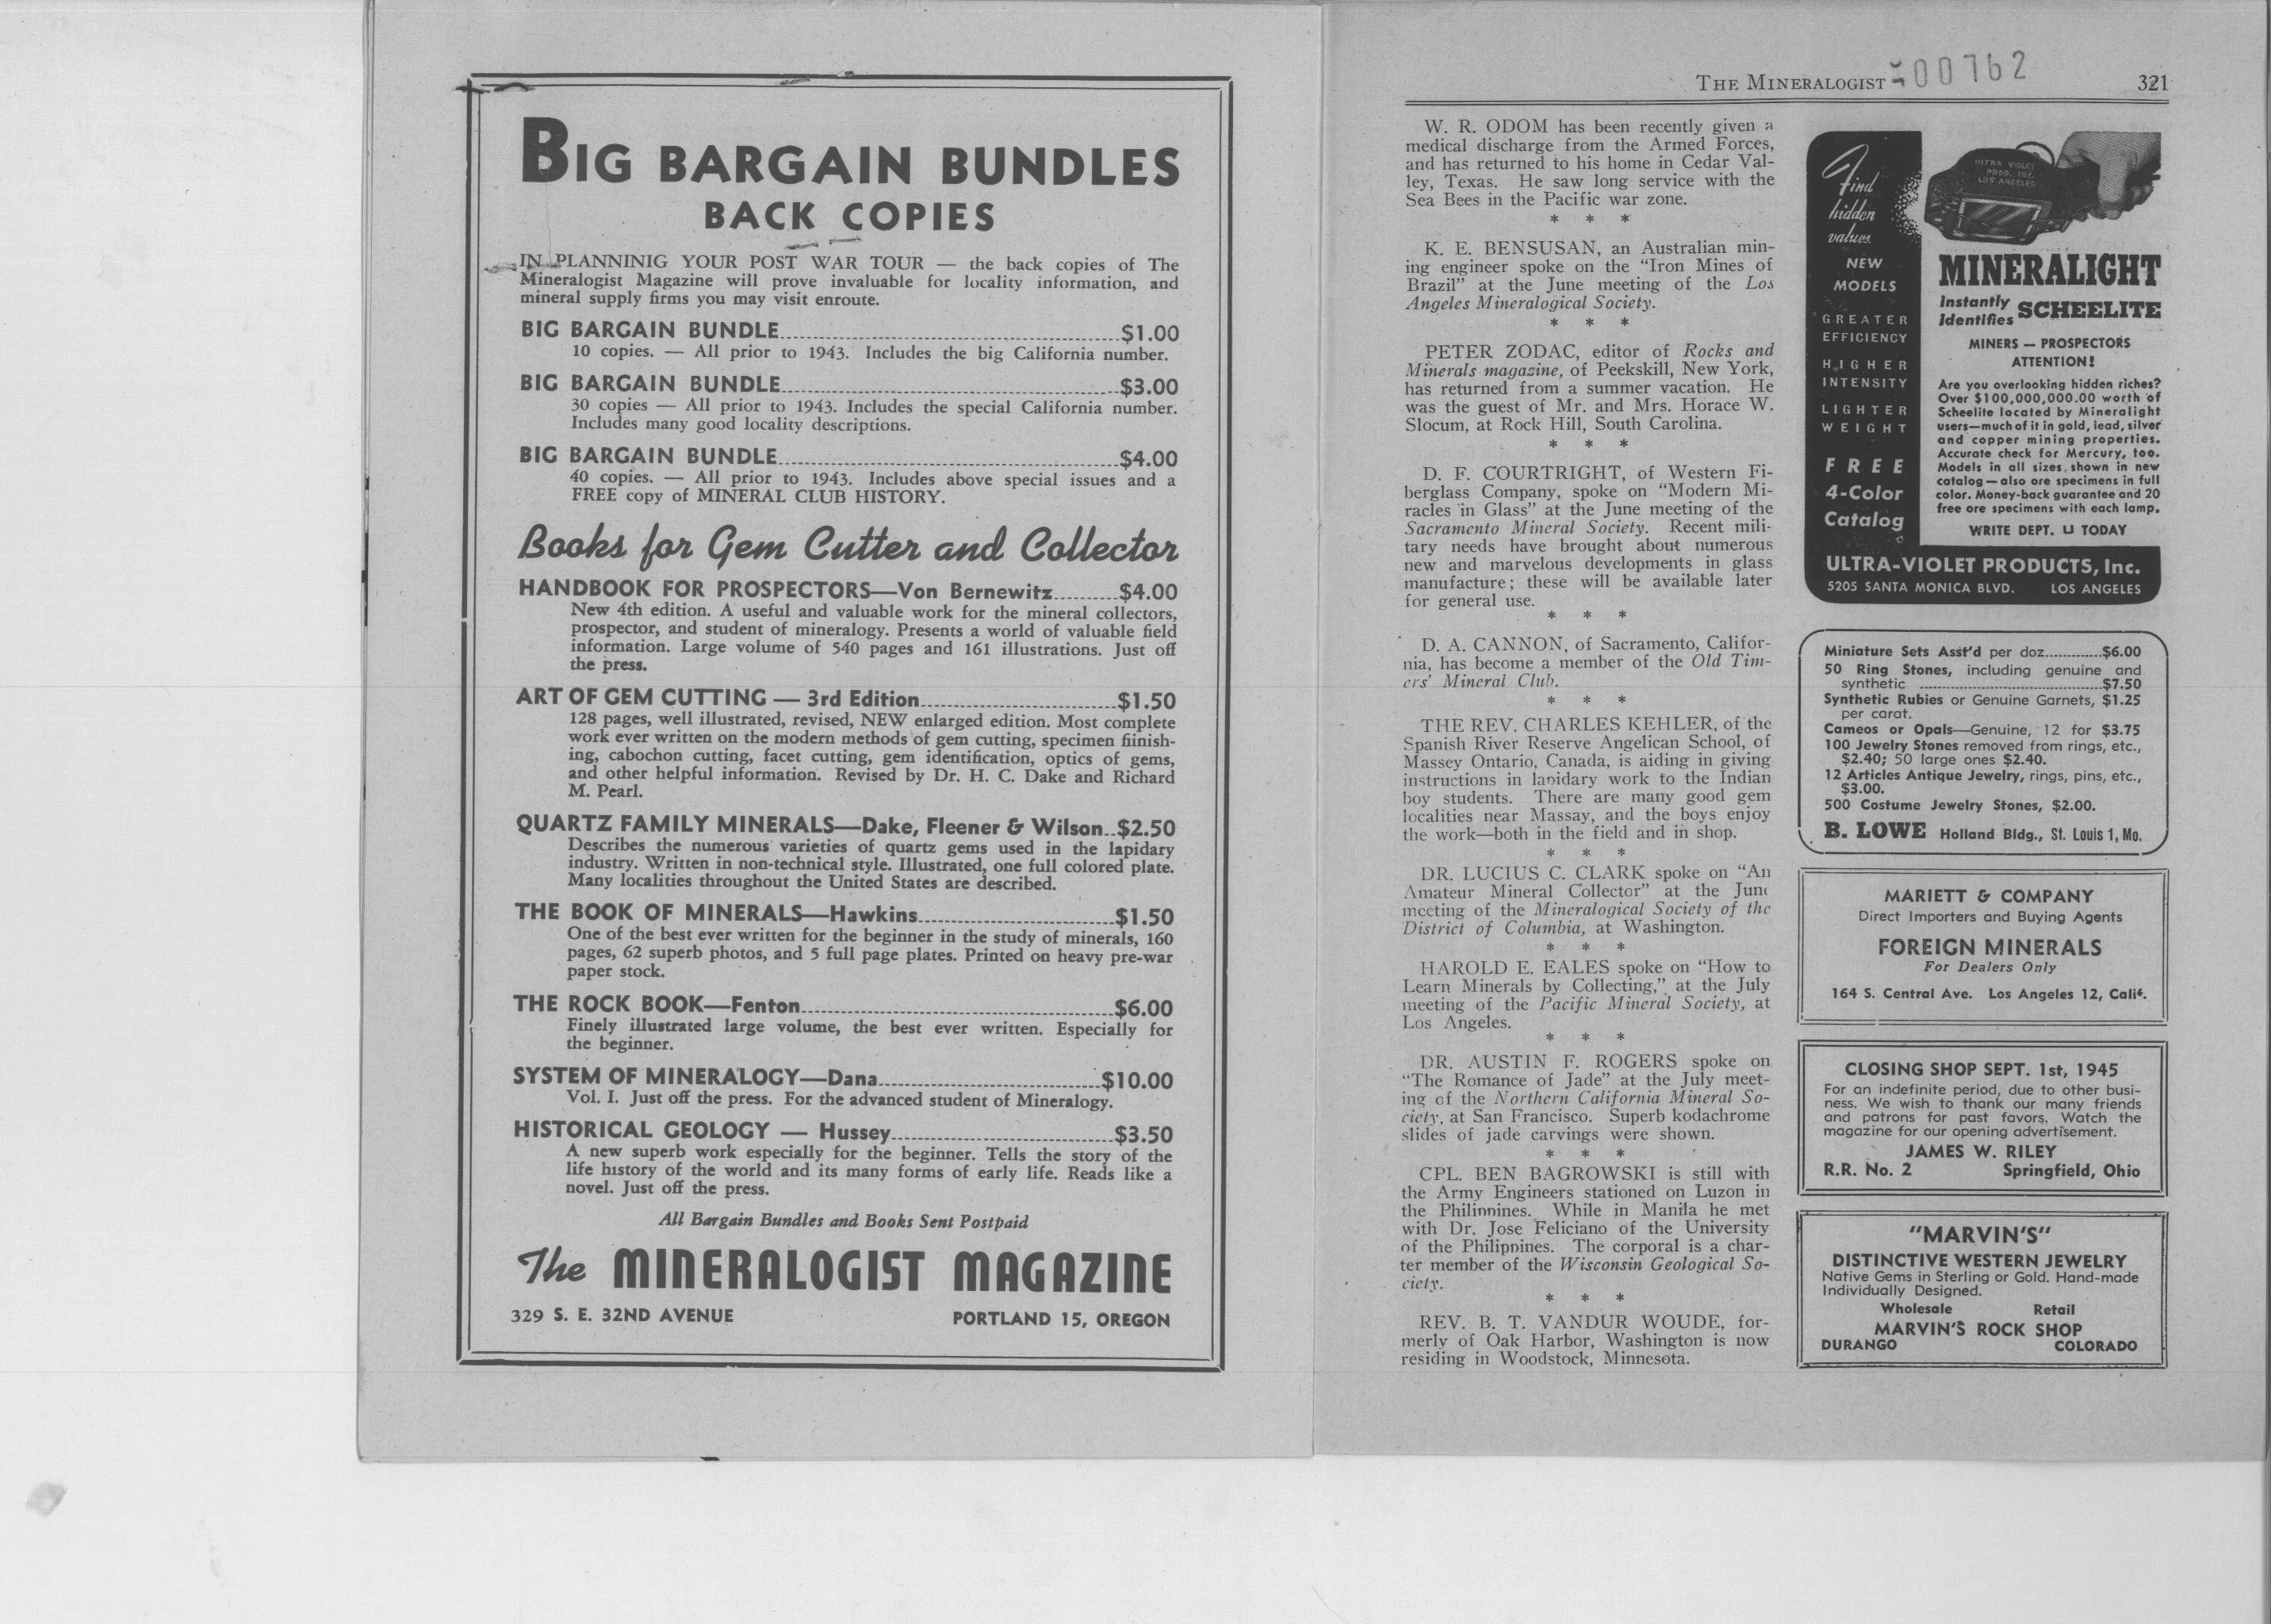 BIG BARGAIN BUNDLES
BACK COPIES
IN PLANNINIG YOUR POST WAR TOUR — the back copies of The
Mineralogist Magazine will prove invaluable for locality information, and
mineral supply firms you may visit enroute.
BIG BARGAIN BUNDLE $1.00
10 copies. — All prior to 1943. Includes the big California number.
BIG BARGAIN BUNDLE $3.00
30 copies — All prior to 1943. Includes the special California number.
Includes many good locality descriptions.
BIG BARGAIN BUNDLE $4.00
40 copies. — All prior to 1943. Includes above special issues and a
FREE copy of MINERAL CLUB HISTORY.
Books for Gem Cutter and Collector
HANDBOOK FOR PROSPECTORS—Von Bernewitz $4.00
New 4th edition. A useful and valuable work for the mineral collectors,
prospector, and student of mineralogy. Presents a world of valuable field
information. Large volume of 540 pages and 161 illustrations. Just off
the press.
ART OF GEM CUTTING — 3rd Edition $1.50
128 pages, well illustrated, revised, NEW enlarged edition. Most complete
work ever written on the modern methods of gem cutting, specimen fiinish-
ing, cabochon cutting, facet cutting, gem identification, optics of gems,
and other helpful information. Revised by Dr. H. C. Dake and Richard
M. Pearl.
QUARTZ FAMILY MINERALS—Dake, Fleener & Wilson..$2.50
Describes the numerous varieties of quartz gems used in the lapidary
industry. Written in non-technical style. Illustrated, one full colored plate.
Many localities throughout the United States are described.
THE BOOK OF MINERALS—Hawkins $1.50
One of the best ever written for the beginner in the study of minerals, 160
pages, 62 superb photos, and 5 full page plates. Printed on heavy pre-war
paper stock.
THE ROCK BOOK—Fenton $6.00
Finely illustrated large volume, the best ever written. Especially for
the beginner.
SYSTEM OF MINERALOGY—Dana $10.00
Vol. I. Just off the press. For the advanced student of Mineralogy.
HISTORICAL GEOLOGY — Hussey $3.50
A new superb work especially for the beginner. Tells the story of the
life history of the world and its many forms of early life. Reads like a
novel. Just off the press.
All Bargain Bundles and Books Sent Postpaid
The MINERALOGIST MAGAZINE
329 S. E. 32ND AVENUE PORTLAND 15, OREGON
THE MINERALOGIST 00762 321
W. R. ODOM has been recently given a
medical discharge from the Armed Forces,
and has returned to his home in Cedar Val-
ley, Texas. He saw long service with the
Sea Bees in the Pacific war zone.
* * *
K. E. BENSUSAN, an Australian min-
ing engineer spoke on the “Iron Mines of
Brazil” at the June meeting of the Los
Angeles Mineralogical Society.
* * *
PETER ZODAC, editor of Rocks and
Minerals magazine, of Peekskill, New York,
has returned from a summer vacation. He
was the guest of Mr. and Mrs. Horace W.
Slocum, at Rock Hill, South Carolina.
* * *
D. F. COURTRIGHT, of Western Fi-
berglass Company, spoke on “Modern Mi-
racles in Glass” at the June meeting of the
Sacramento Mineral Society. Recent mili-
tary needs have brought about numerous
new and marvelous developments in glass
manufacture; these will be available later
for general use.
* * *
D. A. CANNON, of Sacramento, Califor-
nia, has become a member of the Old Tim-
ers' Mineral Club.
* * *
THE REV. CHARLES KEHLER, of the
Spanish River Reserve Angelican School, of
Massey Ontario, Canada, is aiding in giving
instructions in lapidary work to the Indian
boy students. There are many good gem
localities near Massay, and the boys enjoy
the work—both in the field and in shop.
* * *
DR. LUCIUS C. CLARK spoke on “An
Amateur Mineral Collector” at the June
meeting of the Mineralogical Society of the
District of Columbia, at Washington.
* * *
HAROLD E. EALES spoke on “How to
Learn Minerals by Collecting,” at the July
meeting of the Pacific Mineral Society, at
Los Angeles.
* * *
DR. AUSTIN F. ROGERS spoke on
“The Romance of Jade” at the July meet-
ing of the Northern California Mineral So-
ciety, at San Francisco. Superb kodachrome
slides of jade carvings were shown.
* * *
CPL. BEN BAGROWSKI is still with
the Army Engineers stationed on Luzon in
the Philippines. While in Manila he met
with Dr. Jose Feliciano of the University
of the Philippines. The corporal is a char-
ter member of the Wisconsin Geological So-
ciety.
* * *
REV. B. T. VANDUR WOUDE, for-
merly of Oak Harbor, Washington is now
residing in Woodstock, Minnesota.
Find
hidden
values
NEW
MODELS
GREATER
EFFICIENCY
HIGHER
INTENSITY
LIGHTER
WEIGHT
FREE
4-Color
Catalog
ULTRA VIOLET
PROD. INC.
LOS ANGELES
MINERALIGHT
Instantly
Identifies SCHEELITE
MINERS — PROSPECTORS
ATTENTION!
Are you overlooking hidden riches?
Over $100,000,000.00 worth of
Scheelite located by Mineralight
users—much of it in gold, lead, silver
and copper mining properties.
Accurate check for Mercury, too.
Models in all sizes shown in new
catalog—also ore specimens in full
color. Money-back guarantee and 20
free ore specimens with each lamp.
WRITE DEPT. U TODAY
ULTRA-VIOLET PRODUCTS, Inc.
5205 SANTA MONICA BLVD. LOS ANGELES
Miniature Sets Asst'd per doz. $6.00
50 Ring Stones, including genuine and
synthetic $7.50
Synthetic Rubies or Genuine Garnets, $1.25
per carat.
Cameos or Opals—Genuine, 12 for $3.75
100 Jewelry Stones removed from rings, etc.,
$2.40; 50 large ones $2.40.
12 Articles Antique Jewelry, rings, pins, etc.,
$3.00.
500 Costume Jewelry Stones, $2.00.
B. LOWE Holland Bldg., St. Louis 1, Mo.
MARIETT & COMPANY
Direct Importers and Buying Agents
FOREIGN MINERALS
For Dealers Only
164 S. Central Ave. Los Angeles 12, Calif.
CLOSING SHOP SEPT. 1st, 1945
For an indefinite period, due to other busi-
ness. We wish to thank our many friends
and patrons for past favors. Watch the
magazine for our opening advertisement.
JAMES W. RILEY
R.R. No. 2 Springfield, Ohio
"MARVIN'S"
DISTINCTIVE WESTERN JEWELRY
Native Gems in Sterling or Gold. Hand-made
Individually Designed.
Wholesale Retail
MARVIN'S ROCK SHOP
DURANGO COLORADO